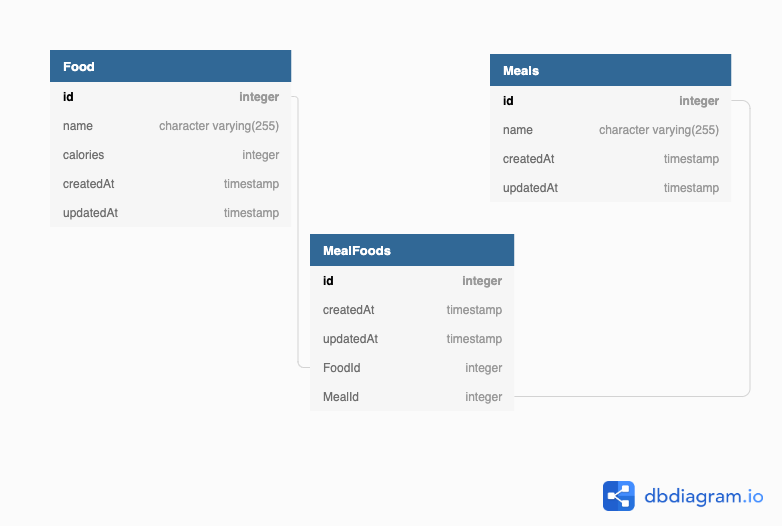 Food
id integer
name character varying(255)
calories integer
createdAt timestamp
updatedAt timestamp
Meals
id integer
name character varying(255)
createdAt timestamp
updatedAt timestamp
MealFoods
id integer
createdAt timestamp
updatedAt timestamp
FoodId integer
MealId integer
dbdiagram.io